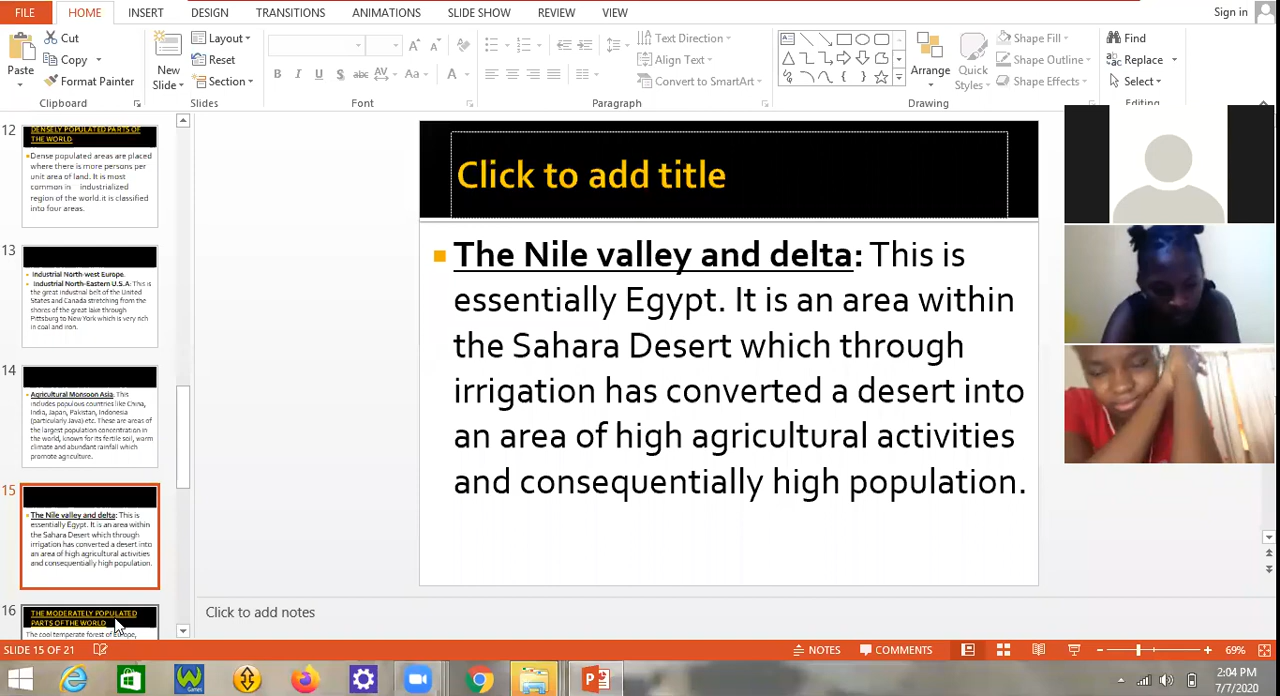 FILE HOME INSERT DESIGN TRANSITIONS ANIMATIONS SLIDE SHOW REVIEW VIEW Sign in
Paste
Cut
Copy
Format Painter
Clipboard
New
Slide
Layout
Reset
Section
Slides
B I U S abc AV Aa A
Font
Text Direction
Align Text
Convert to SmartArt
Paragraph
Arrange
Quick
Styles
Shape Fill
Shape Outline
Shape Effects
Drawing
Find
Replace
Select
Editing
12
DENSELY POPULATED PARTS OF
THE WORLD
Dense populated areas are placed
where there is more persons per
unit area of land. It is most
common in industrialized
region of the world.it is classified
into four areas.
13
Industrial North-west Europe.
Industrial North-Eastern U.S.A: This is
the great industrial belt of the United
States and Canada stretching from the
shores of the great lake through
Pittsburg to New York which is very rich
in coal and iron.
14
Agricultural Monsoon Asia: This
includes populous countries like China,
India, Japan, Pakistan, Indonesia
(particularly Java)etc. These are areas of
the largest population concentration in
the world, known for its fertile soil, warm
climate and abundant rainfall which
promote agriculture.
15
The Nile valley and delta: This is
essentially Egypt. It is an area within
the Sahara Desert which through
irrigation has converted a desert into
an area of high agricultural activities
and consequentially high population.
16
THE MODERATELY POPULATED
PARTS OF THE WORLD
The cool temperate forest of Europe,
Click to add title
The Nile valley and delta: This is
essentially Egypt. It is an area within
the Sahara Desert which through
irrigation has converted a desert into
an area of high agricultural activities
and consequentially high population.
Click to add notes
SLIDE 15 OF 21 NOTES COMMENTS 69%
2:04 PM
7/7/2020